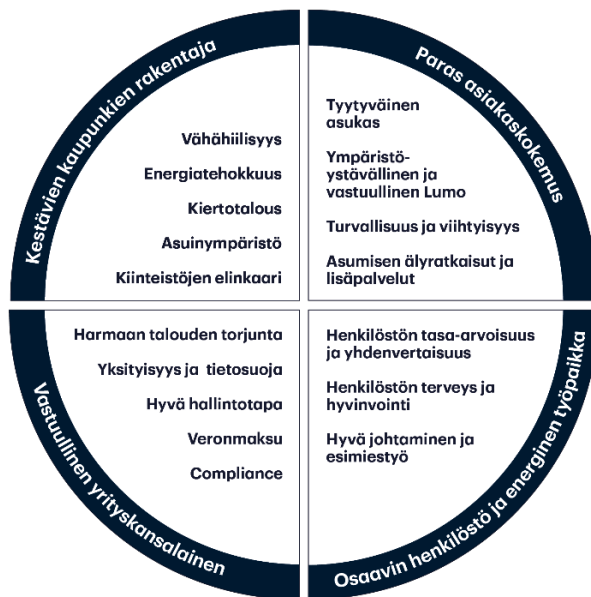 Kestävien kaupunkien rakentaja
Vähähiilisyys
Energiatehokkuus
Kiertotalous
Asuinympäristö
Kiinteistöjen elinkaari
Paras asiakaskokemus
Tyytyväinen
asukas
Ympäristö-
ystävällinen ja
vastuullinen Lumo
Turvallisuus ja viihtyisyys
Asumisen älyratkaisut ja
lisäpalvelut
Vastuullinen yrityskansalainen
Harmaan talouden torjunta
Yksityisyys ja tietosuoja
Hyvä hallintotapa
Veronmaksu
Compliance
Osaavin henkilöstö ja energinen työpaikka
Henkilöstön tasa-arvoisuus
ja yhdenvertaisuus
Henkilöstön terveys ja
hyvinvointi
Hyvä johtaminen ja
esimiestyö